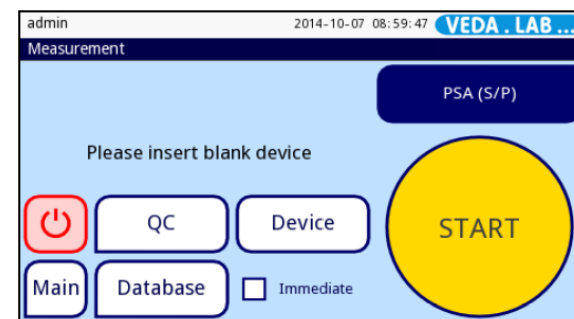 admin 2014-10-07 08:59:47 VEDA.LAB...
Measurement
PSA (S/P)
Please insert blank device
QC Device START
Main Database Immediate